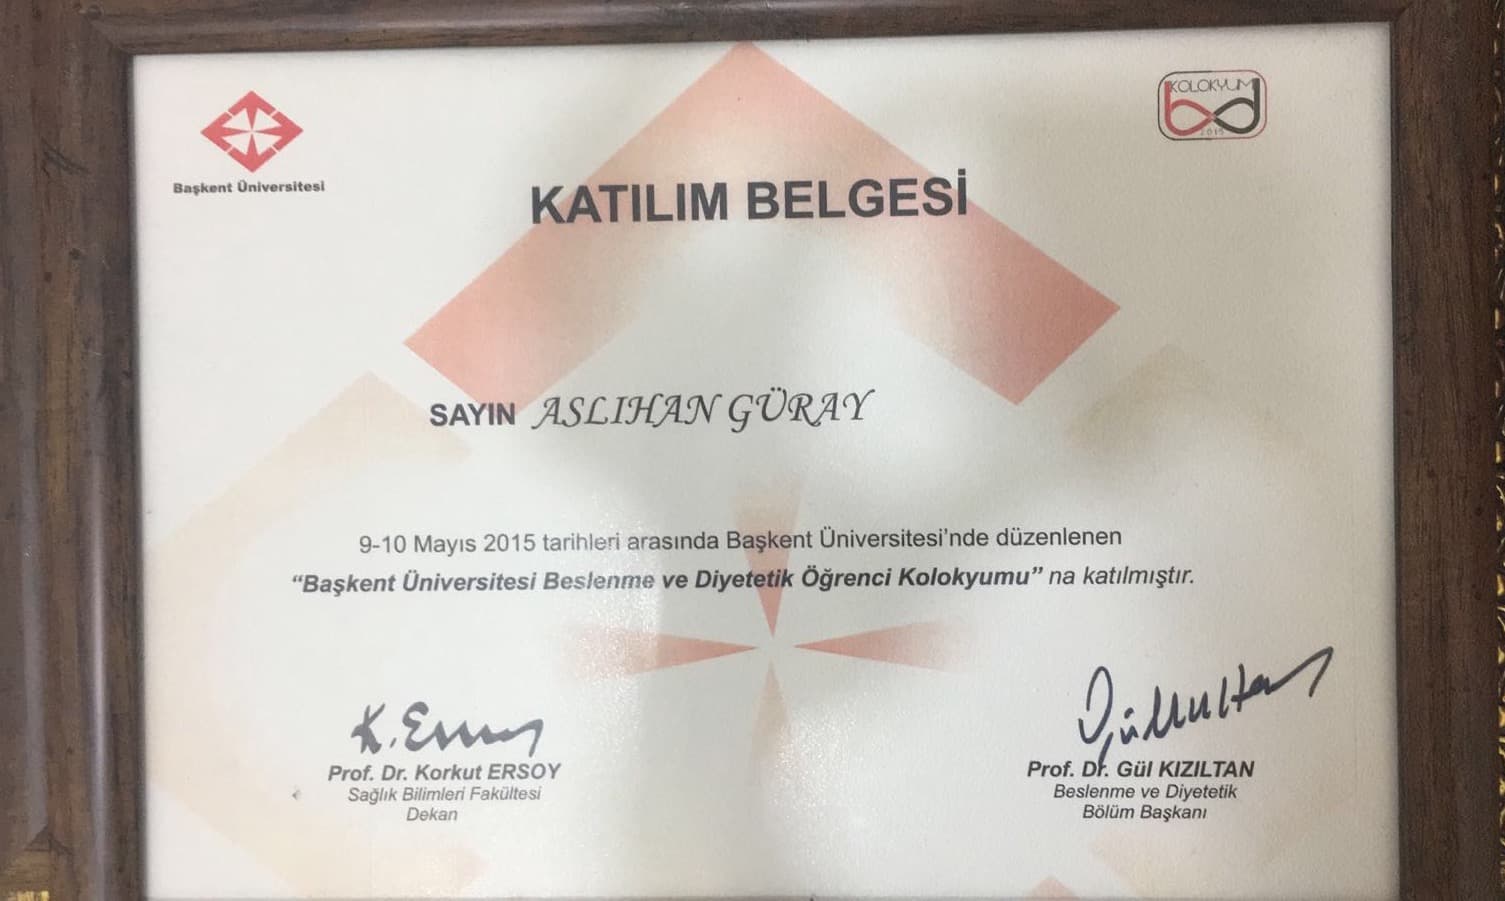 Başkent Üniversitesi
KOLOKYUM
2015
KATILIM BELGESİ
SAYIN ASLIHAN GÜRAY
9-10 Mayıs 2015 tarihleri arasında Başkent Üniversitesi'nde düzenlenen
“Başkent Üniversitesi Beslenme ve Diyetetik Öğrenci Kolokyumu” na katılmıştır.
K. Ersoy
Prof. Dr. Korkut ERSOY
Sağlık Bilimleri Fakültesi
Dekan
Prof. Dr. Gül KIZILTAN
Beslenme ve Diyetetik
Bölüm Başkanı